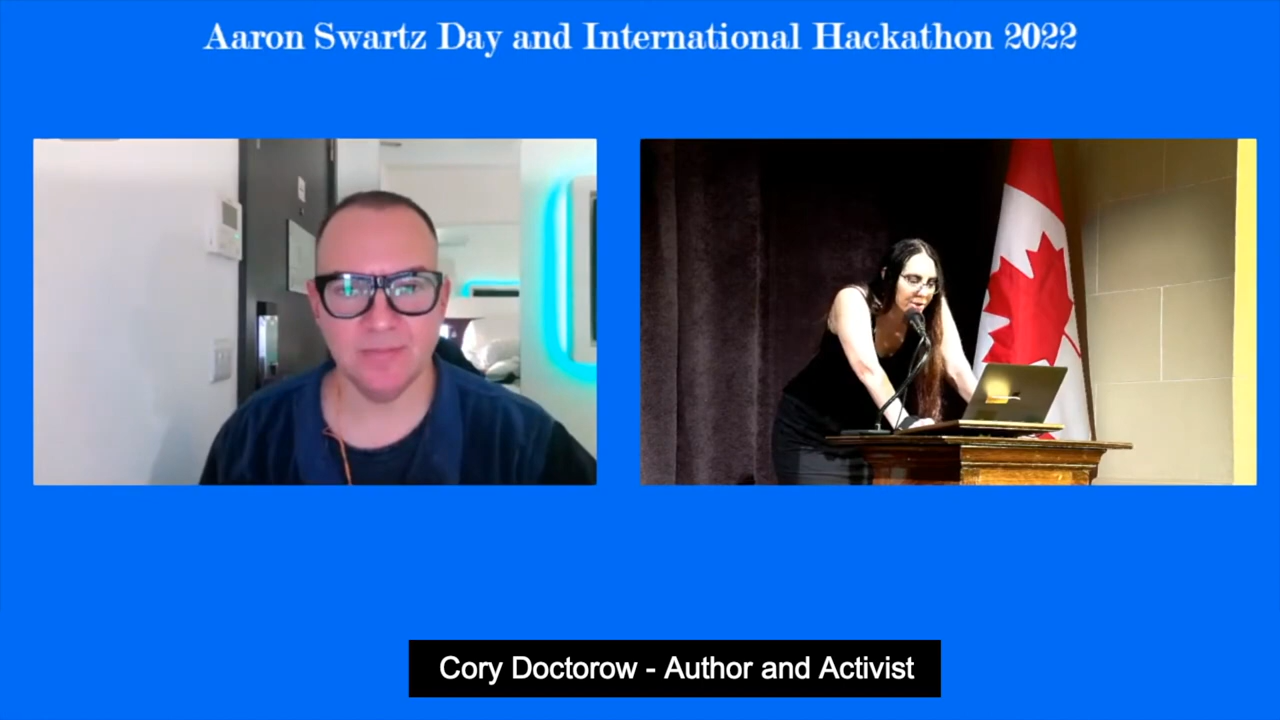 Aaron Swartz Day and International Hackathon 2022
Cory Doctorow - Author and Activist